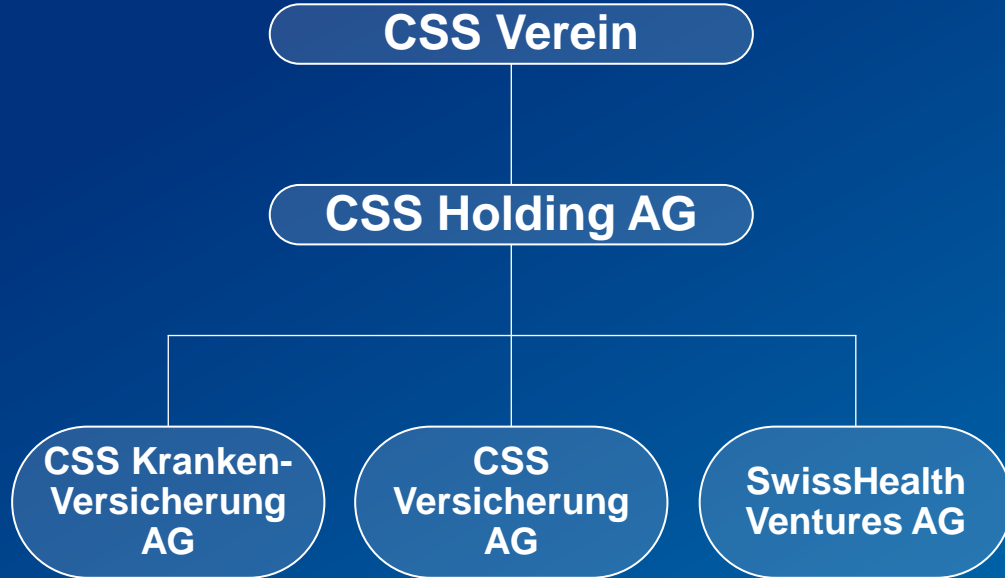 CSS Verein
CSS Holding AG
CSS Kranken-
Versicherung
AG
CSS
Versicherung
AG
SwissHealth
Ventures AG